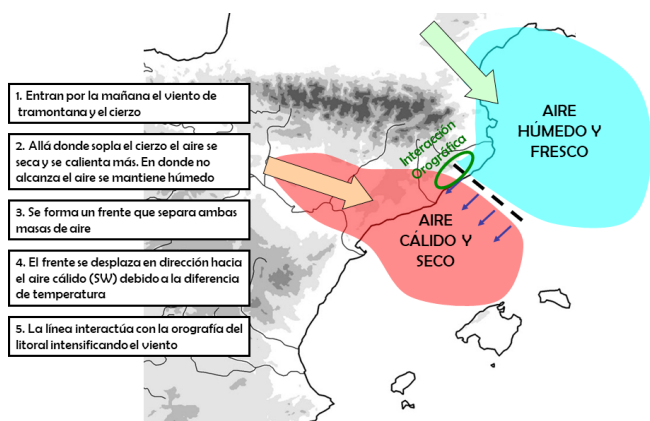 1. Entran por la mañana el viento de
tramontana y el cierzo
2. Allá donde sopla el cierzo el aire se
seca y se calienta más. En donde no
alcanza el aire se mantiene húmedo
3. Se forma un frente que separa ambas
masas de aire
4. El frente se desplaza en dirección hacia
el aire cálido (SW) debido a la diferencia
de temperatura
5. La línea interactúa con la orografía del
litoral intensificando el viento
Interacción
Orográfica
AIRE
HÚMEDO Y
FRESCO
AIRE
CÁLIDO Y
SECO